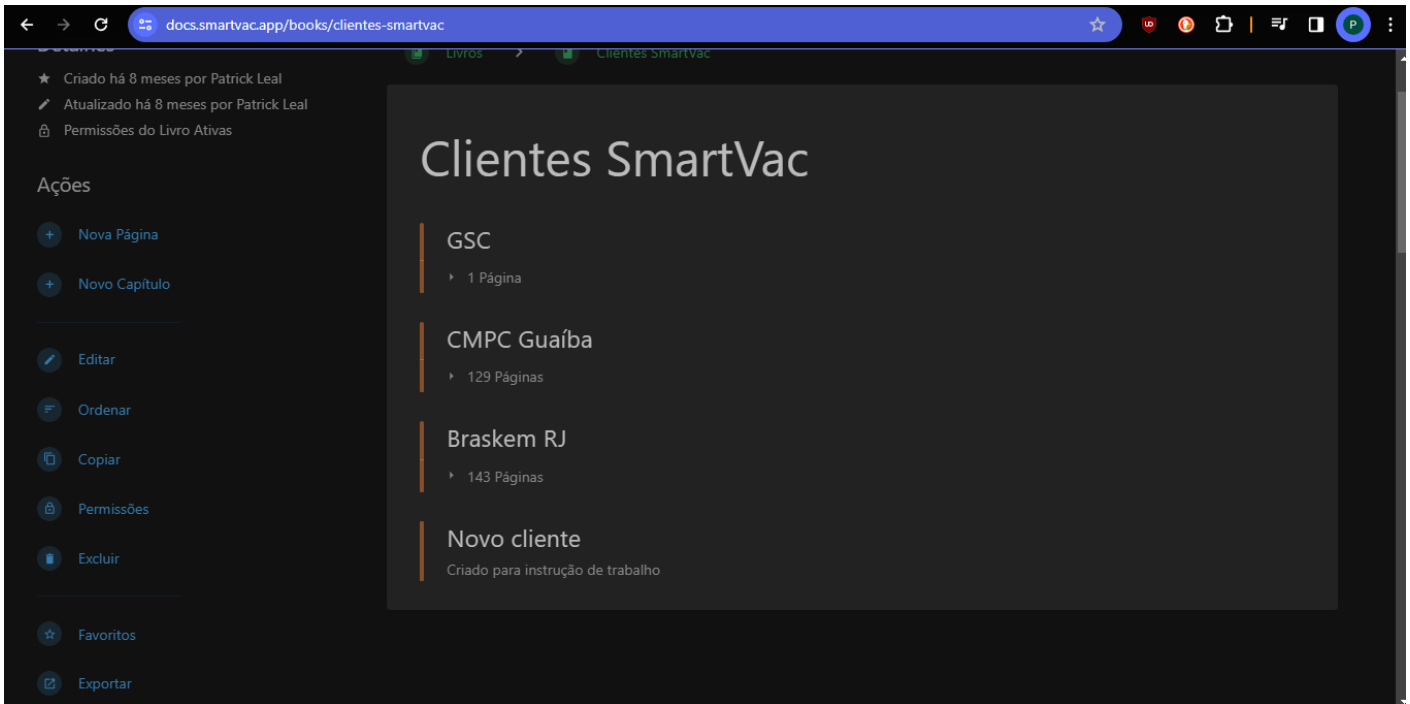 docs.smartvac.app/books/clientes-smartvac
P
Detalhes
Criado há 8 meses por Patrick Leal
Atualizado há 8 meses por Patrick Leal
Permissões do Livro Ativas
Ações
Nova Página
Novo Capítulo
Editar
Ordenar
Copiar
Permissões
Excluir
Favoritos
Exportar
Livros > Clientes SmartVac
Clientes SmartVac
GSC
1 Página
CMPC Guaíba
129 Páginas
Braskem RJ
143 Páginas
Novo cliente
Criado para instrução de trabalho